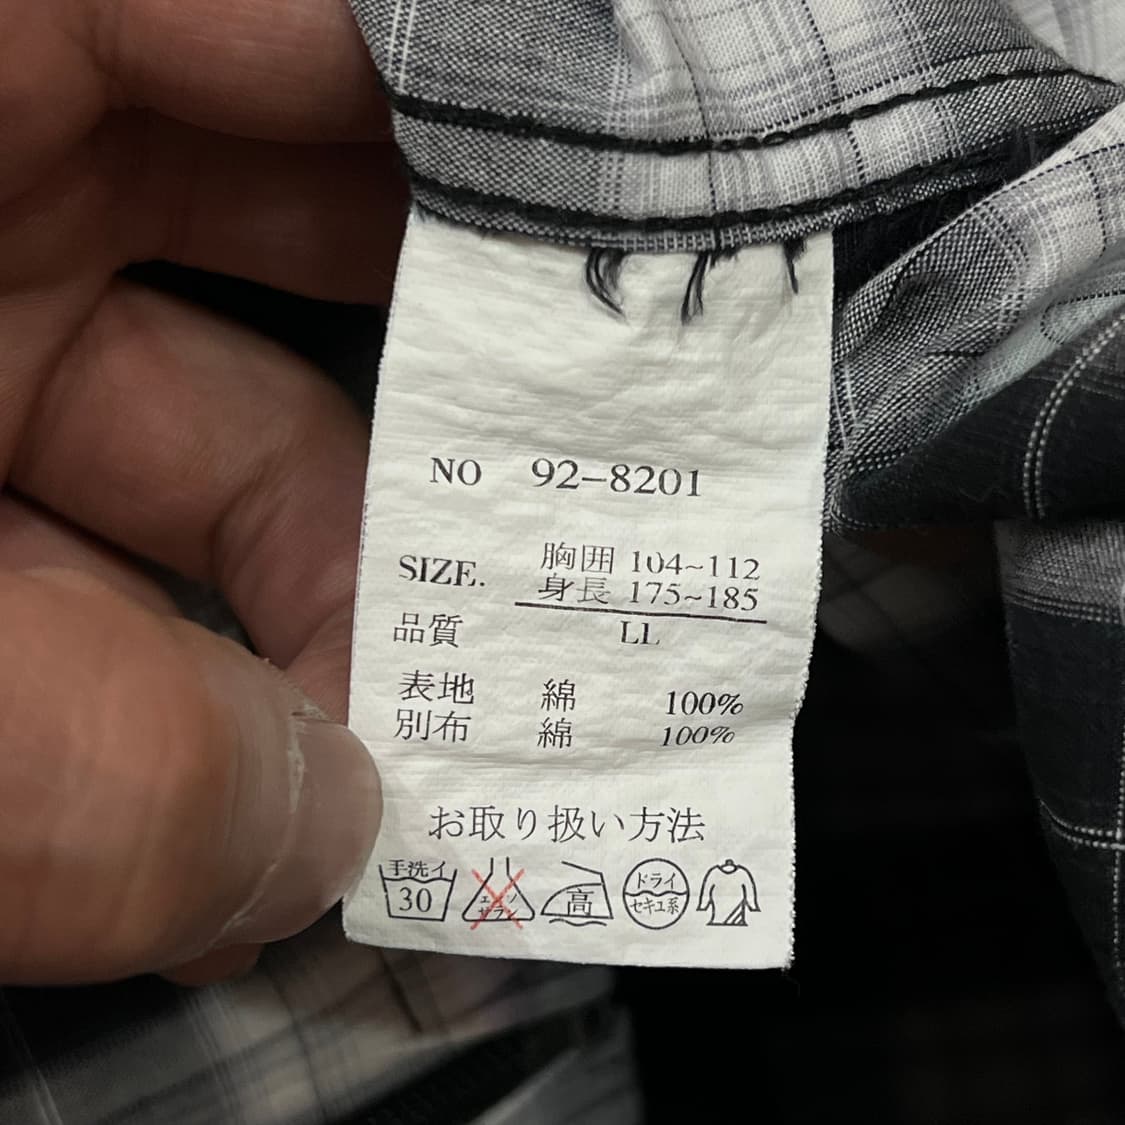 NO 92-8201
SIZE. 胸囲 104~112
身長 175~185
品質 LL
表地 綿 100%
別布 綿 100%
お取り扱い方法
手洗イ
30
エンソ
サラシ
高
ドライ
セキユ系